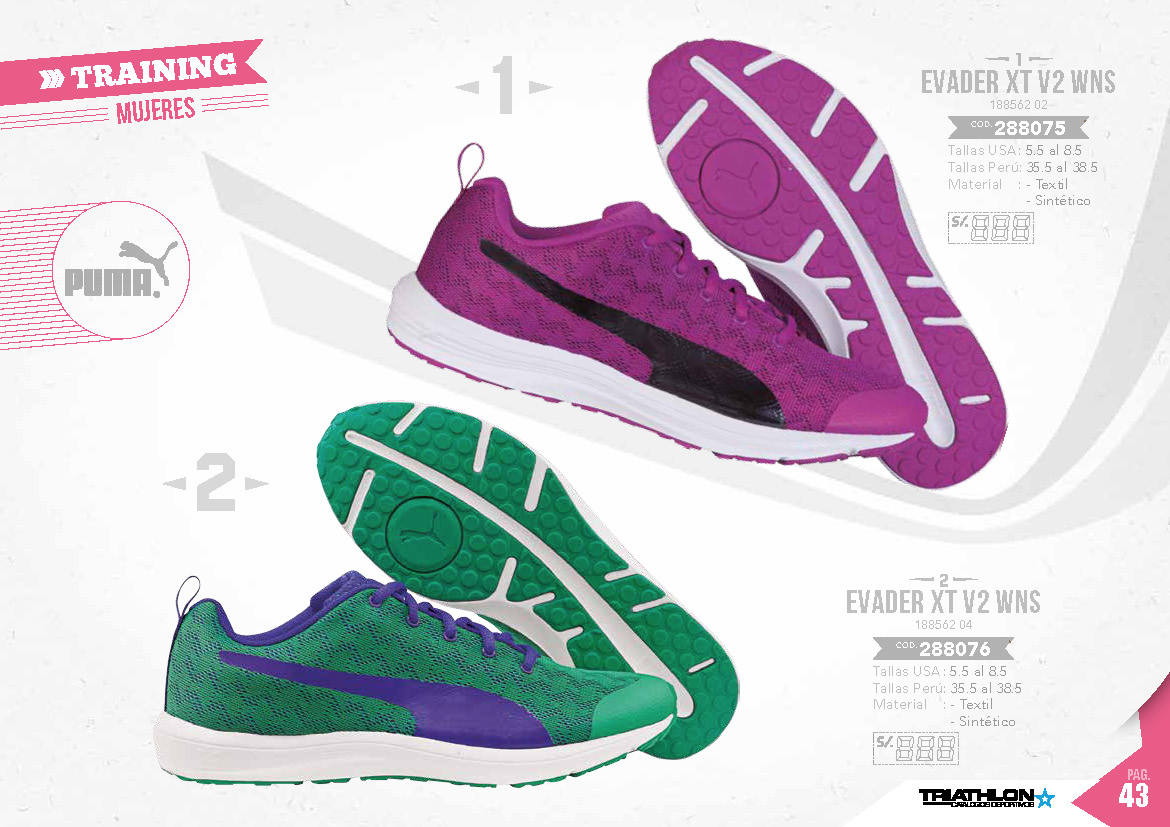 TRAINING
MUJERES
PUMA.
1
1
EVADER XT V2 WNS
188562 02
COD. 288075
Tallas USA : 5.5 al 8.5
Tallas Perú: 35.5 al 38.5
Material : - Textil
- Sintético
S/. 888
2
2
EVADER XT V2 WNS
188562 04
COD. 288076
Tallas USA : 5.5 al 8.5
Tallas Perú: 35.5 al 38.5
Material : - Textil
- Sintético
S/. 888
TRIATHLON
CATÁLOGOS DEPORTIVOS
PAG.
43